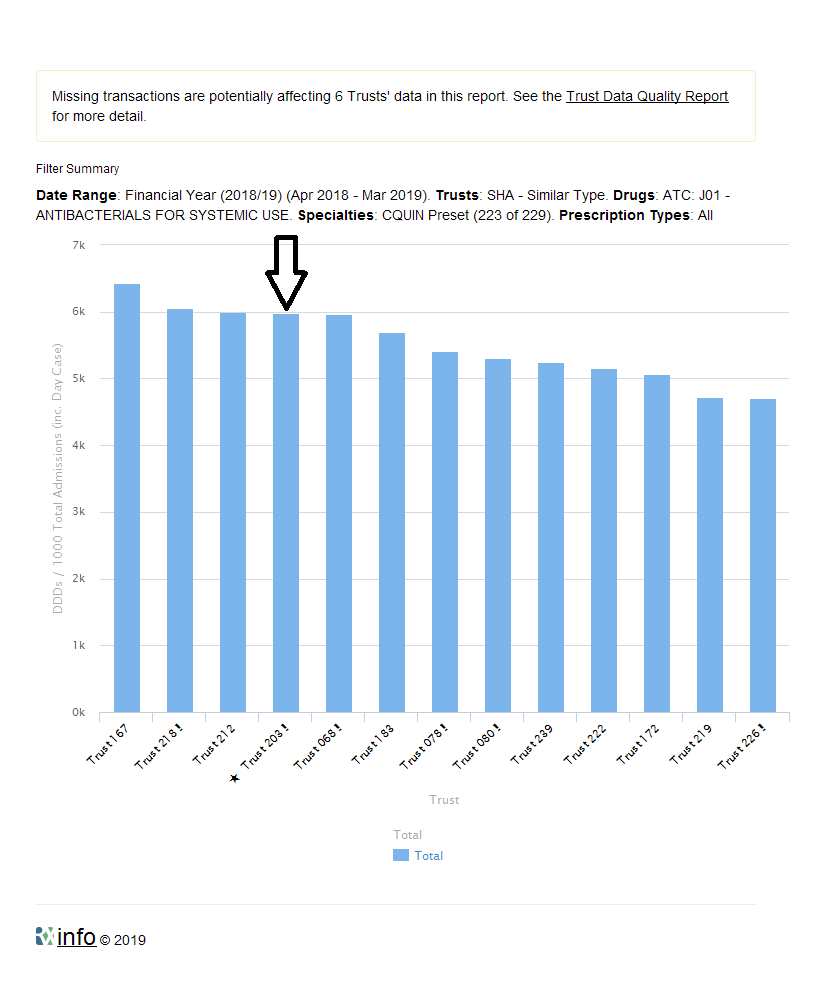 Missing transactions are potentially affecting 6 Trusts' data in this report. See the Trust Data Quality Report
for more detail.
Filter Summary
Date Range: Financial Year (2018/19) (Apr 2018 - Mar 2019). Trusts: SHA - Similar Type. Drugs: ATC: J01 -
ANTIBACTERIALS FOR SYSTEMIC USE. Specialties: CQUIN Preset (223 of 229). Prescription Types: All
7k
6k
5k
4k
3k
2k
1k
0k
DDDs / 1000 Total Admissions (inc. Day Case)
Trust 167
Trust 218 !
Trust 212
★ Trust 203 !
Trust 068 !
Trust 183
Trust 078 !
Trust 080 !
Trust 239
Trust 222
Trust 172
Trust 219
Trust 226 !
Trust
Total
Total
RXinfo © 2019